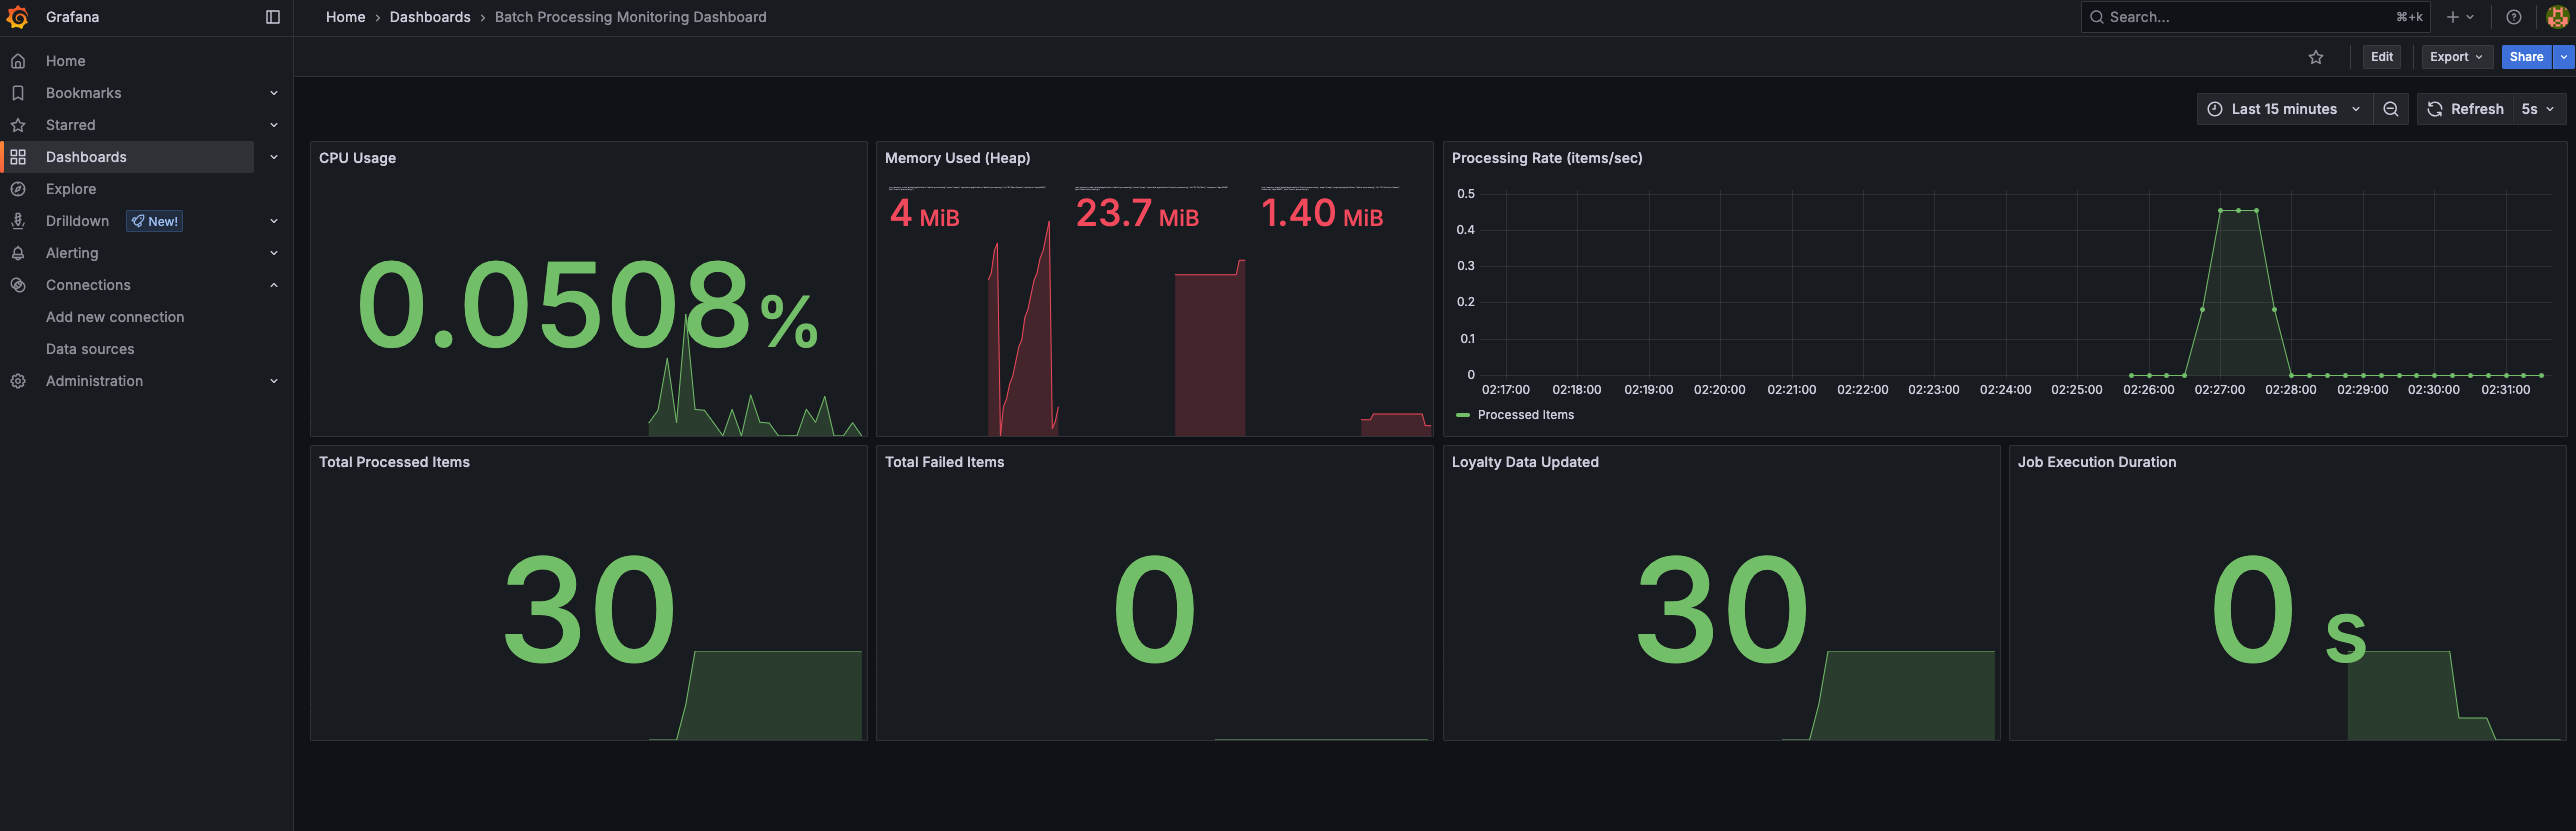 Grafana
Home › Dashboards › Batch Processing Monitoring Dashboard
Search...
⌘+k
Edit
Export
Share
Home
Bookmarks
Starred
Dashboards
Explore
Drilldown
New!
Alerting
Connections
Add new connection
Data sources
Administration
Last 15 minutes
Refresh
5s
CPU Usage
0.0508%
Memory Used (Heap)
4 MiB
23.7 MiB
1.40 MiB
Processing Rate (items/sec)
0.5
0.4
0.3
0.2
0.1
0
02:17:00 02:18:00 02:19:00 02:20:00 02:21:00 02:22:00 02:23:00 02:24:00 02:25:00 02:26:00 02:27:00 02:28:00 02:29:00 02:30:00 02:31:00
Processed Items
Total Processed Items
30
Total Failed Items
0
Loyalty Data Updated
30
Job Execution Duration
0 s